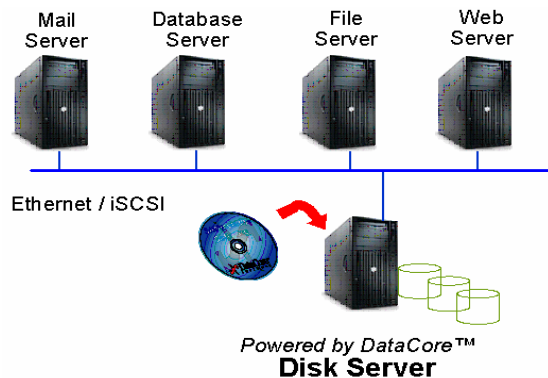 Mail
Server
Database
Server
File
Server
Web
Server
Ethernet / iSCSI
Powered by DataCore™
Disk Server